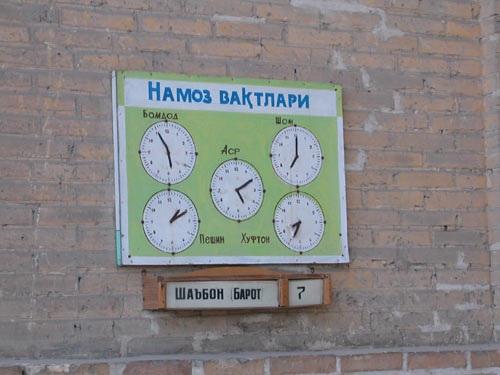 Намоз вақтлари
Бомдод
Шом
Аср
Пешин
Хуфтон
Шаъбон (Барот)
7